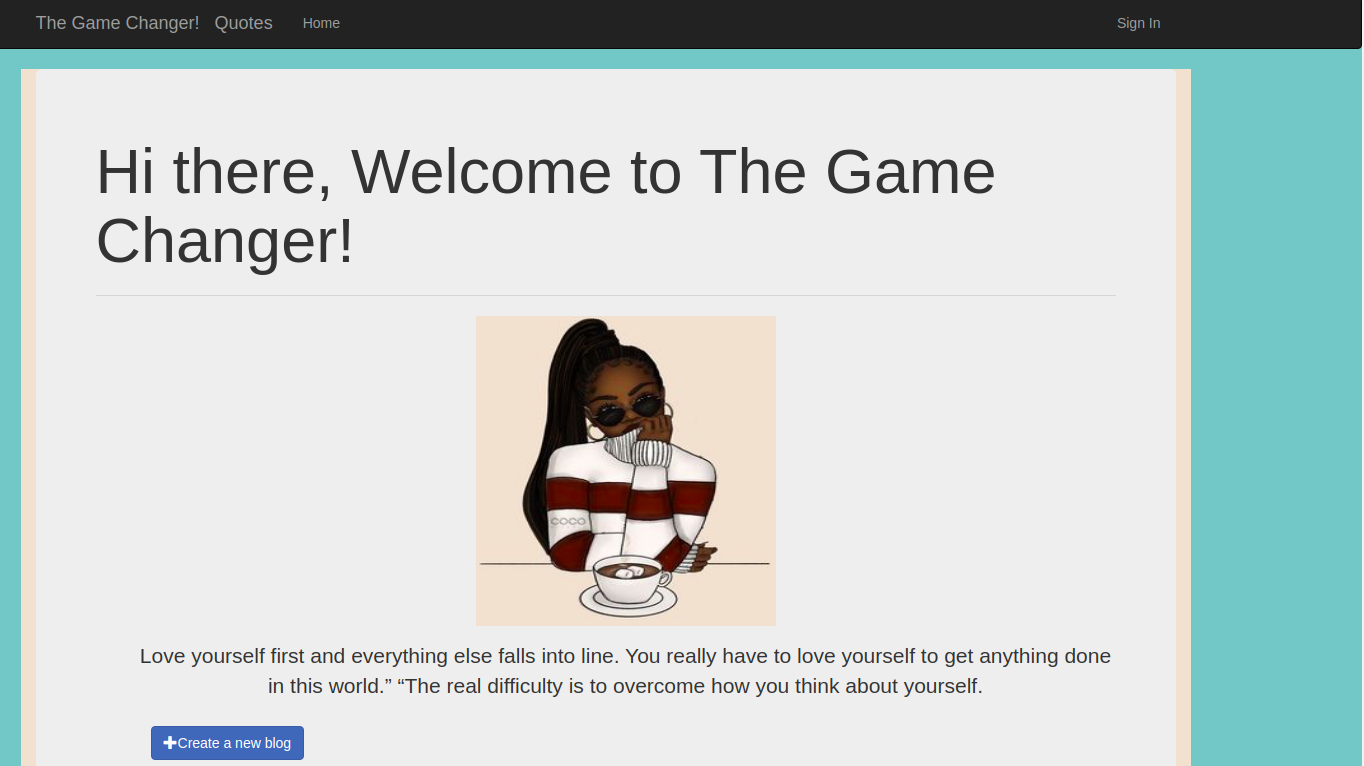 The Game Changer! Quotes Home Sign In
Hi there, Welcome to The Game
Changer!
COCO
Love yourself first and everything else falls into line. You really have to love yourself to get anything done
in this world.” “The real difficulty is to overcome how you think about yourself.
Create a new blog